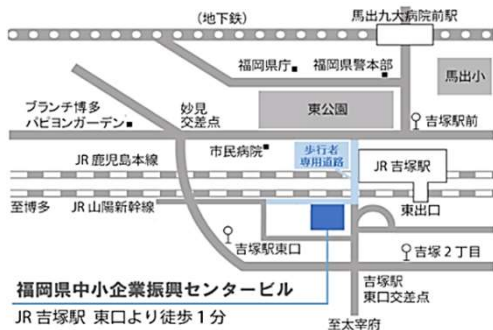 (地下鉄)
馬出九大病院前駅
福岡県庁
福岡県警本部
馬出小
ブランチ博多
パピヨンガーデン
妙見
交差点
東公園
吉塚駅前
JR 鹿児島本線
市民病院
歩行者
専用道路
JR 吉塚駅
至博多
JR 山陽新幹線
東出口
吉塚駅東口
吉塚2丁目
福岡県中小企業振興センタービル
JR 吉塚駅 東口より徒歩1分
吉塚駅
東口交差点
至太宰府